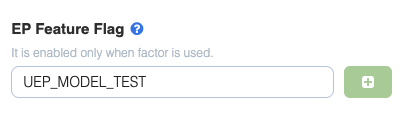 EP Feature Flag ?
It is enabled only when factor is used.
UEP_MODEL_TEST